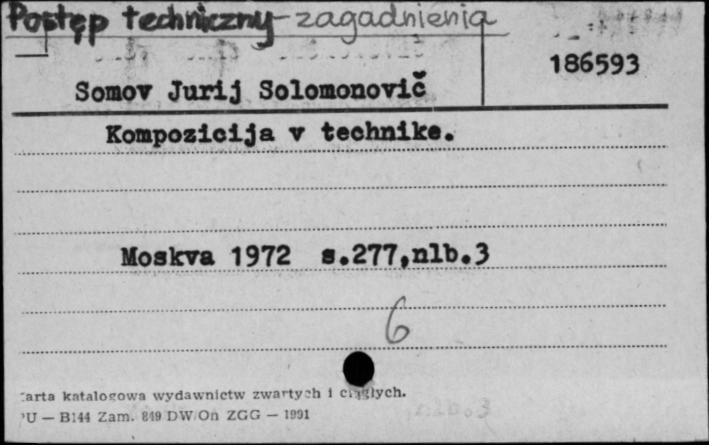 Postęp techniczny - zagadnienia
186593
Somov Jurij Solomonovič
Kompozicija v technike.
Moskva 1972 s.277,nlb.3
6
arta katalogowa wydawnictw zwartych i ciągłych.
PU — B144 Zam. 849 DW On ZGG — 1991